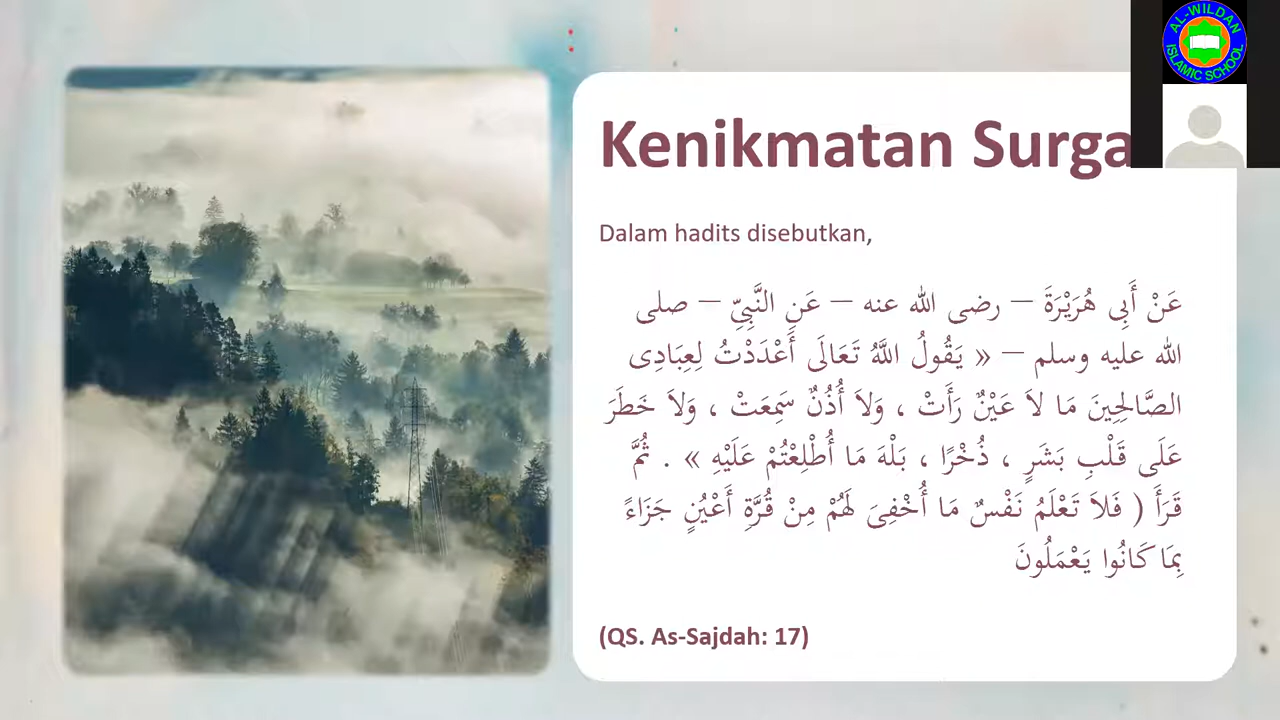 AL-WILDAN
ISLAMIC SCHOOL
Kenikmatan Surga
Dalam hadits disebutkan,
عَنْ أَبِى هُرَيْرَةَ – رضى الله عنه – عَنِ النَّبِىِّ – صلى
الله عليه وسلم – « يَقُولُ اللَّهُ تَعَالَى أَعْدَدْتُ لِعِبَادِى
الصَّالِحِينَ مَا لاَ عَيْنٌ رَأَتْ ، وَلاَ أُذُنٌ سَمِعَتْ ، وَلاَ خَطَرَ
عَلَى قَلْبِ بَشَرٍ ، ذُخْرًا ، بَلْهَ مَا أُطْلِعْتُمْ عَلَيْهِ » . ثُمَّ
قَرَأَ ( فَلاَ تَعْلَمُ نَفْسٌ مَا أُخْفِىَ لَهُمْ مِنْ قُرَّةِ أَعْيُنٍ جَزَاءً
بِمَا كَانُوا يَعْمَلُونَ
(QS. As-Sajdah: 17)